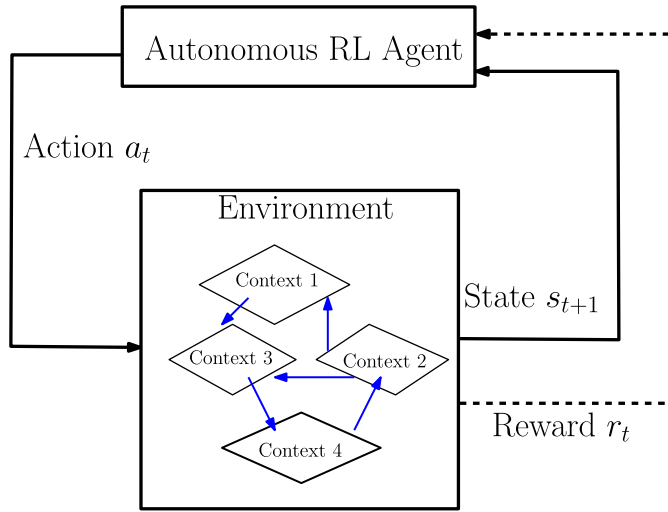 Autonomous RL Agent
Action a_t
Environment
Context 1
State s_{t+1}
Context 3
Context 2
Reward r_t
Context 4